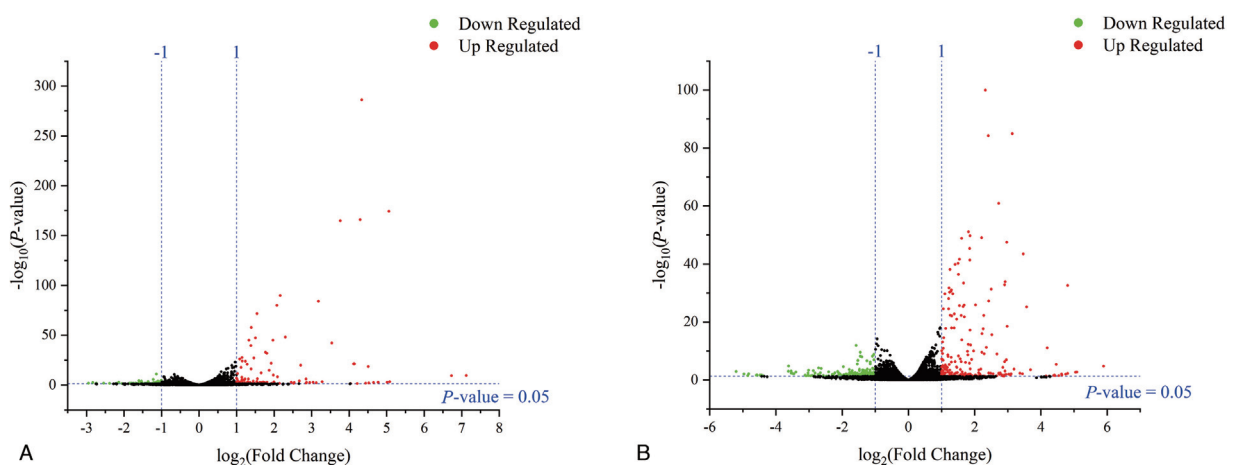 Down Regulated
Up Regulated
-1
1
300
250
200
150
100
50
0
-log10(P-value)
P-value = 0.05
-3 -2 -1 0 1 2 3 4 5 6 7 8
log2(Fold Change)
A
Down Regulated
Up Regulated
-1
1
100
80
60
40
20
0
-log10(P-value)
P-value = 0.05
-6 -4 -2 0 2 4 6
log2(Fold Change)
B